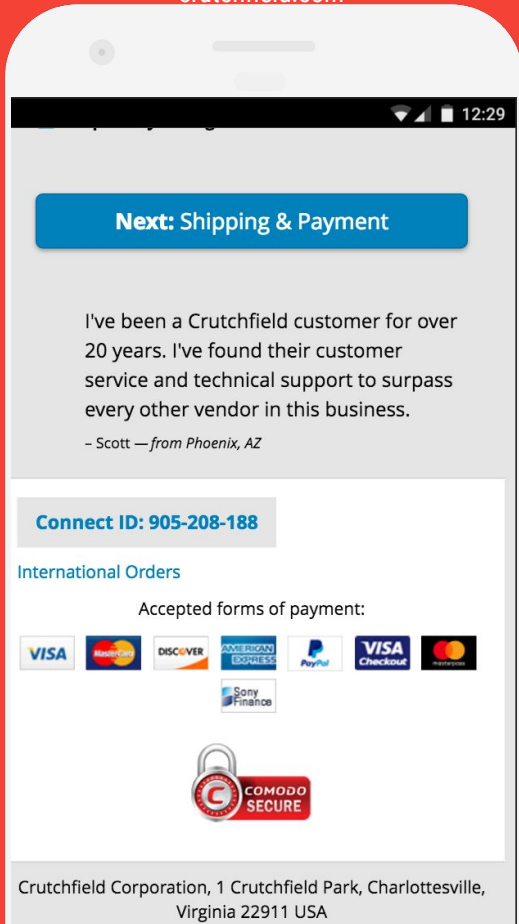 12:29
Next: Shipping & Payment
I've been a Crutchfield customer for over
20 years. I've found their customer
service and technical support to surpass
every other vendor in this business.
– Scott — from Phoenix, AZ
Connect ID: 905-208-188
International Orders
Accepted forms of payment:
VISA MasterCard DISCOVER AMERICAN EXPRESS PayPal VISA Checkout masterpass
Sony Finance
C COMODO SECURE
Crutchfield Corporation, 1 Crutchfield Park, Charlottesville,
Virginia 22911 USA